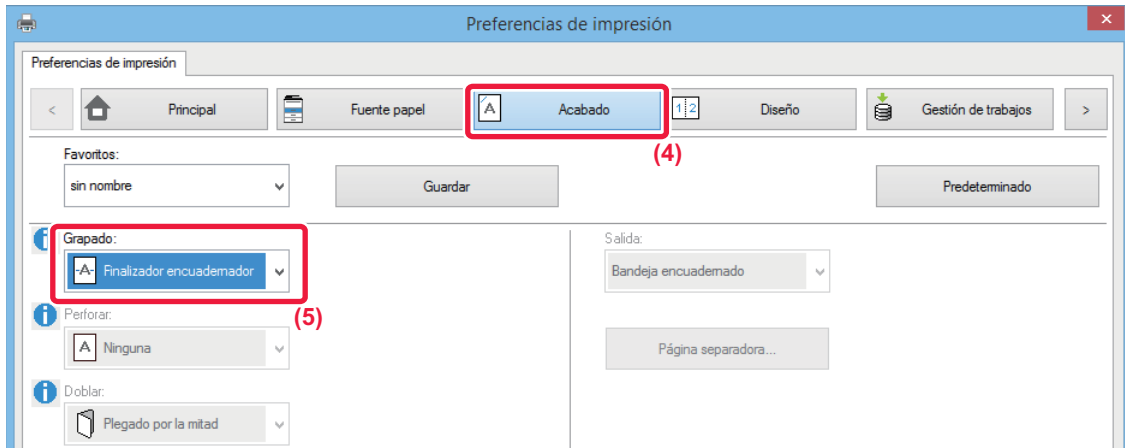 Preferencias de impresión
×
Preferencias de impresión
< Principal Fuente papel A Acabado 1 2 Diseño Gestión de trabajos >
(4)
Favoritos:
sin nombre Guardar Predeterminado
i Grapado: Salida:
-A- Finalizador encuadernador Bandeja encuadernado
(5)
i Perforar:
A Ninguna Página separadora...
i Doblar:
Plegado por la mitad